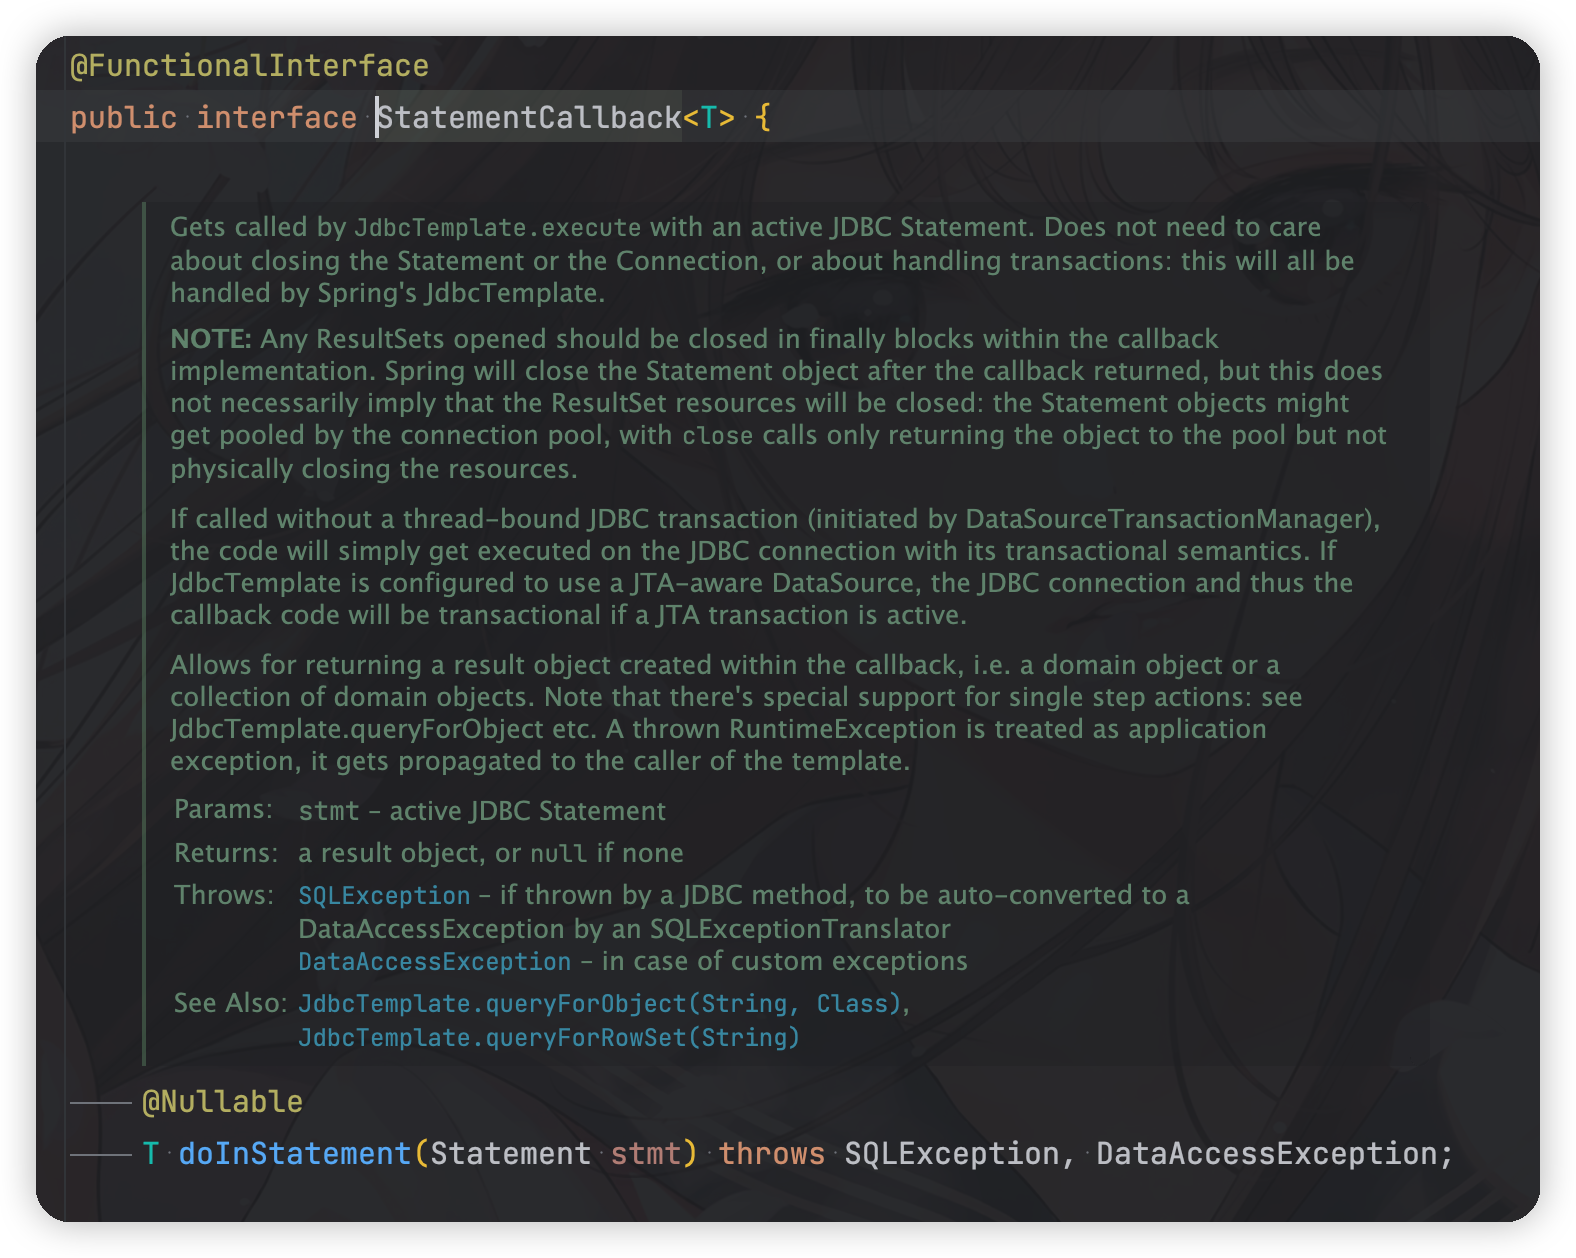 @FunctionalInterface
public interface StatementCallback<T> {
Gets called by JdbcTemplate.execute with an active JDBC Statement. Does not need to care
about closing the Statement or the Connection, or about handling transactions: this will all be
handled by Spring's JdbcTemplate.
NOTE: Any ResultSets opened should be closed in finally blocks within the callback
implementation. Spring will close the Statement object after the callback returned, but this does
not necessarily imply that the ResultSet resources will be closed: the Statement objects might
get pooled by the connection pool, with close calls only returning the object to the pool but not
physically closing the resources.
If called without a thread-bound JDBC transaction (initiated by DataSourceTransactionManager),
the code will simply get executed on the JDBC connection with its transactional semantics. If
JdbcTemplate is configured to use a JTA-aware DataSource, the JDBC connection and thus the
callback code will be transactional if a JTA transaction is active.
Allows for returning a result object created within the callback, i.e. a domain object or a
collection of domain objects. Note that there's special support for single step actions: see
JdbcTemplate.queryForObject etc. A thrown RuntimeException is treated as application
exception, it gets propagated to the caller of the template.
Params: stmt – active JDBC Statement
Returns: a result object, or null if none
Throws: SQLException – if thrown by a JDBC method, to be auto-converted to a
DataAccessException by an SQLExceptionTranslator
DataAccessException – in case of custom exceptions
See Also: JdbcTemplate.queryForObject(String, Class),
JdbcTemplate.queryForRowSet(String)
@Nullable
T doInStatement(Statement stmt) throws SQLException, DataAccessException;